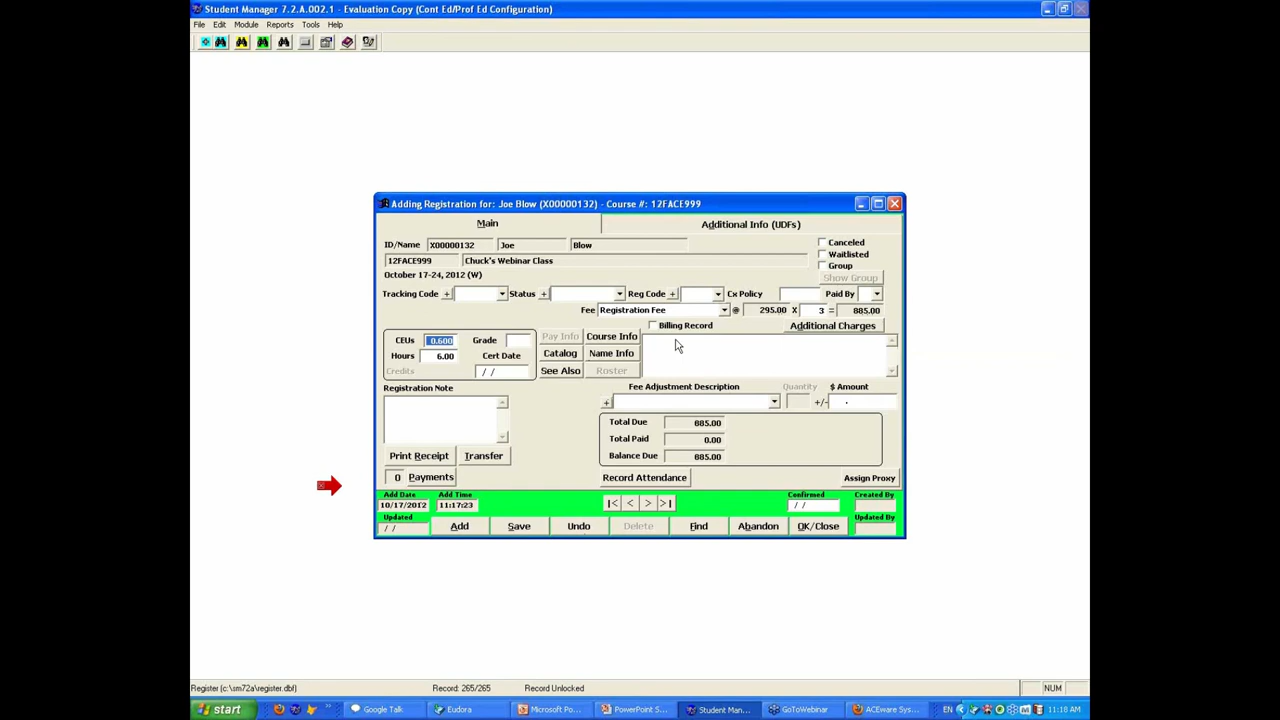 Student Manager 7.2.A.002.1 - Evaluation Copy (Cont Ed/Prof Ed Configuration)
File Edit Module Reports Tools Help
Adding Registration for: Joe Blow (X00000132) - Course #: 12FACE999
Main Additional Info (UDFs)
ID/Name X00000132 Joe Blow Canceled
12FACE999 Chuck's Webinar Class Waitlisted
Group
October 17-24, 2012 (W) Show Group
Tracking Code + Status + Reg Code + Cx Policy Paid By
Fee Registration Fee @ 295.00 X 3 = 885.00
Billing Record Additional Charges
CEUs 0.600 Grade Pay Info Course Info
Hours 6.00 Cert Date Catalog Name Info
Credits / / See Also Roster
Registration Note Fee Adjustment Description Quantity $ Amount
+ +/- .
Total Due 885.00
Total Paid 0.00
Print Receipt Transfer Balance Due 885.00
0 Payments Record Attendance Assign Proxy
Add Date Add Time Confirmed Created By
10/17/2012 11:17:23 |< < > >| / /
Updated Updated By
/ / Add Save Undo Delete Find Abandon OK/Close
Register (c:\sm72a\register.dbf) Record: 265/265 Record Unlocked NUM
start Google Talk Eudora Microsoft Po... PowerPoint S... Student Man... GoToWebinar ACEware Sys... EN 11:18 AM